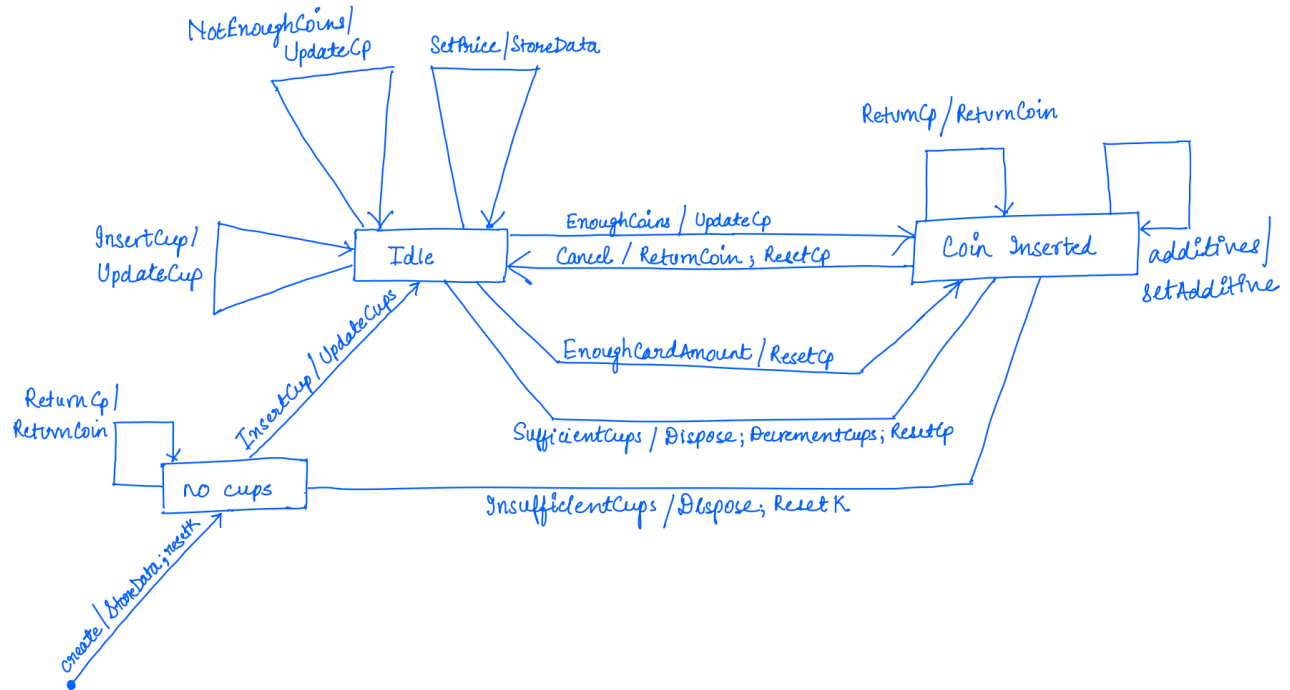 NotEnoughCoins/
UpdateCp
SetPrice/StoreData
ReturnCp/ReturnCoin
InsertCup/
UpdateCup
Idle
EnoughCoins / UpdateCp
Cancel / ReturnCoin ; ResetCp
Coin Inserted
additives/
setAdditive
InsertCup/ UpdateCups
EnoughCardAmount / ResetCp
ReturnCp/
ReturnCoin
SufficientCups / Dispose; DecrementCups; ResetCp
no cups
InsufficientCups / Dispose; ResetK
create/StoreData;resetK